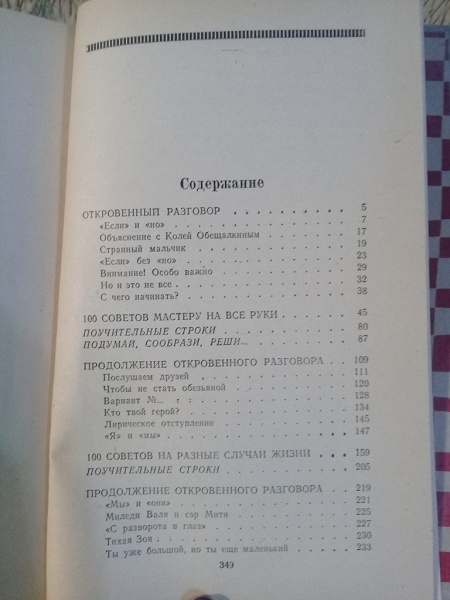 Содержание
ОТКРОВЕННЫЙ РАЗГОВОР . . . . . . . . . . 5
«Если» и «но» . . . . . . . . . . 7
Объяснение с Колей Обещалкиным . . . . . . 17
Странный мальчик . . . . . . . . . . 19
«Если» без «но» . . . . . . . . . . 23
Внимание! Особо важно . . . . . . . . 29
Но и это не все . . . . . . . . . . 32
С чего начинать? . . . . . . . . . . 38
100 СОВЕТОВ МАСТЕРУ НА ВСЕ РУКИ . . . . . 45
ПОУЧИТЕЛЬНЫЕ СТРОКИ . . . . . . . . . 80
ПОДУМАЙ, СООБРАЗИ, РЕШИ... . . . . . . . 87
ПРОДОЛЖЕНИЕ ОТКРОВЕННОГО РАЗГОВОРА . . . 109
Послушаем друзей . . . . . . . . . . 111
Чтобы не стать обезьяной . . . . . . . . 120
Вариант №... . . . . . . . . . . 128
Кто твой герой? . . . . . . . . . . 134
Лирическое отступление . . . . . . . . 145
«Я» и «мы» . . . . . . . . . . 147
100 СОВЕТОВ НА РАЗНЫЕ СЛУЧАИ ЖИЗНИ . . . 159
ПОУЧИТЕЛЬНЫЕ СТРОКИ . . . . . . . . . 205
ПРОДОЛЖЕНИЕ ОТКРОВЕННОГО РАЗГОВОРА . . . 219
«Мы» и «они» . . . . . . . . . . 221
Миледи Валя и сэр Митя . . . . . . . . 225
«С разворота в глаз» . . . . . . . . . 227
Тихая Зоя . . . . . . . . . . 230
Ты уже большой, но ты еще маленький . . . . . 233
349